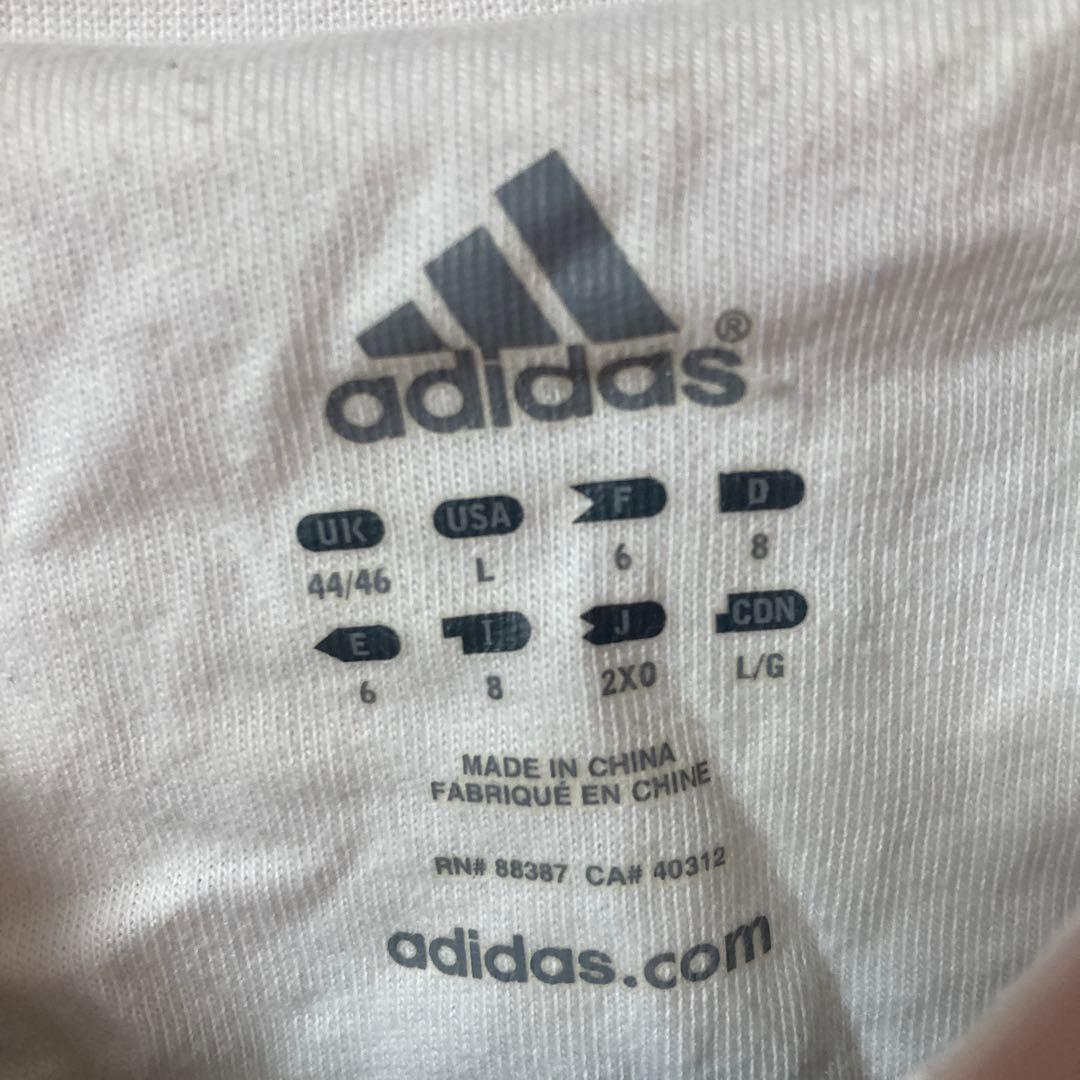 adidas®
UK USA F D
44/46 L 6 8
E I J CDN
6 8 2XO L/G
MADE IN CHINA
FABRIQUÉ EN CHINE
RN# 88387 CA# 40312
adidas.com